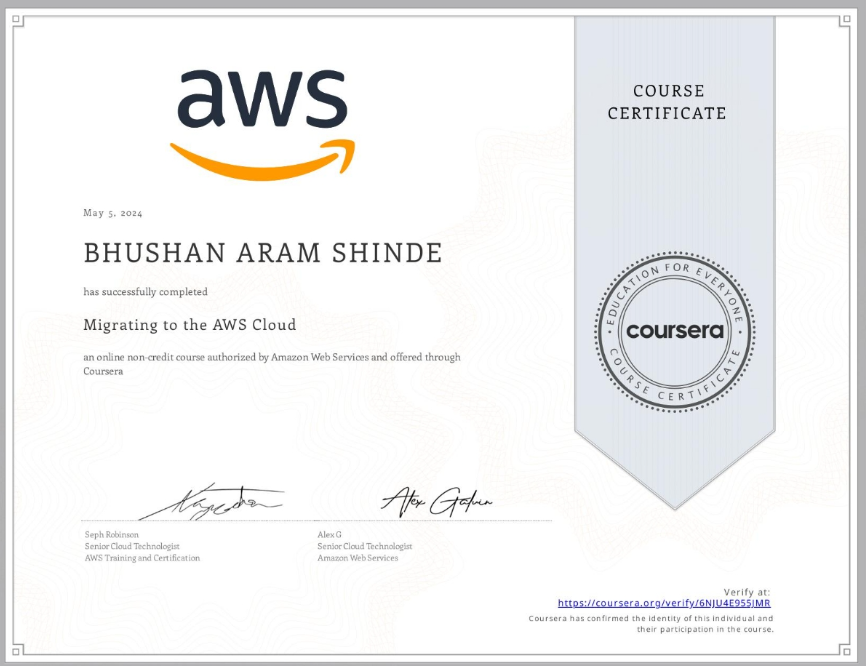 aws
COURSE
CERTIFICATE
May 5, 2024
BHUSHAN ARAM SHINDE
has successfully completed
Migrating to the AWS Cloud
an online non-credit course authorized by Amazon Web Services and offered through
Coursera
EDUCATION FOR EVERYONE
coursera
COURSE CERTIFICATE
Alex Galvin
Seph Robinson
Senior Cloud Technologist
AWS Training and Certification
Alex G
Senior Cloud Technologist
Amazon Web Services
Verify at:
https://coursera.org/verify/6NJU4E955JMR
Coursera has confirmed the identity of this individual and
their participation in the course.